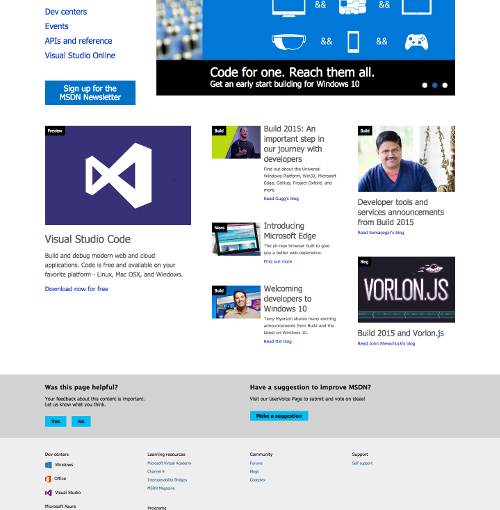 Dev centers
Events
APIs and reference
Visual Studio Online
Sign up for the
MSDN Newsletter
&& &&
&& &&
Code for one. Reach them all.
Get an early start building for Windows 10
Preview
Visual Studio Code
Build and debug modern web and cloud
applications. Code is free and available on your
favorite platform - Linux, Mac OSX, and Windows.
Download now for free
Build
Build 2015: An
important step in
our journey with
developers
Find out about the Universal
Windows Platform, Win32, Microsoft
Edge, GitHub, Project Oxford, and
more.
Read Gugg's blog
News
Introducing
Microsoft Edge
The all-new browser built to give
you a better web experience.
Find out more
Build
Welcoming
developers to
Windows 10
Terry Myerson shares many exciting
announcements from Build and the
latest on Windows 10.
Read the blog
Build
Developer tools and
services announcements
from Build 2015
Read Somasegar's blog
Blog
VORLON.JS
Build 2015 and Vorlon.js
Read John Shewchuk's blog
Was this page helpful?
Your feedback about this content is important.
Let us know what you think.
Yes
No
Have a suggestion to improve MSDN?
Visit our UserVoice Page to submit and vote on ideas!
Make a suggestion
Dev centers
Windows
Office
Visual Studio
Microsoft Azure
Learning resources
Microsoft Virtual Academy
Channel 9
Interoperability Bridges
MSDN Magazine
Programs
Community
Forums
Blogs
Codeplex
Support
Self support